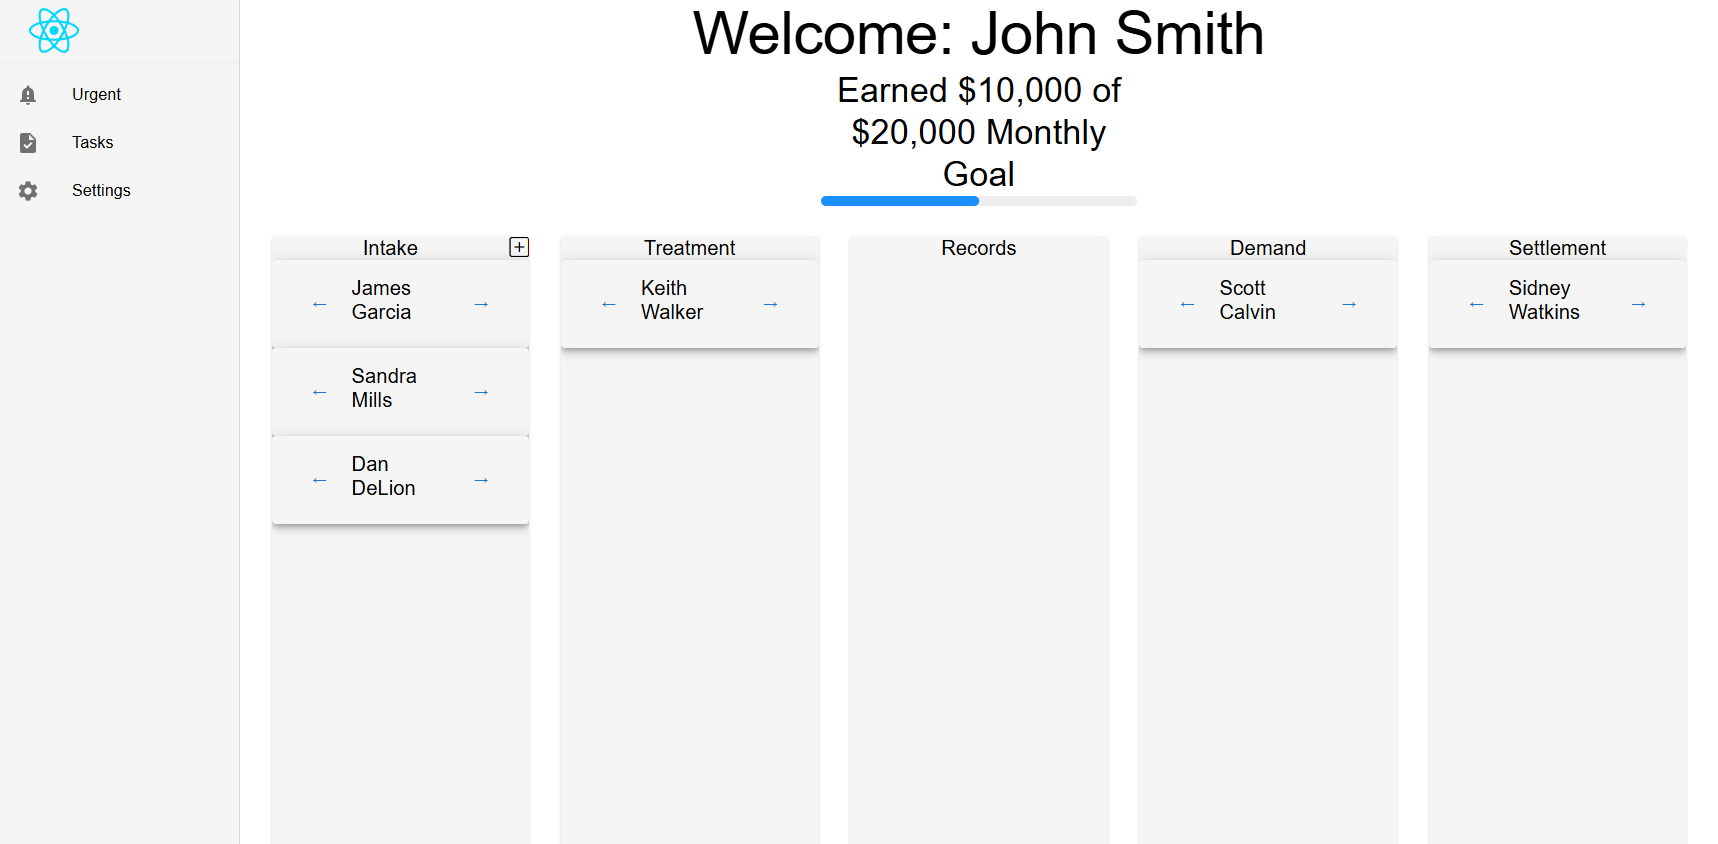 Urgent
Tasks
Settings
Welcome: John Smith
Earned $10,000 of
$20,000 Monthly
Goal
Intake
← James →
Garcia
← Sandra →
Mills
← Dan →
DeLion
Treatment
← Keith →
Walker
Records
Demand
← Scott →
Calvin
Settlement
← Sidney →
Watkins